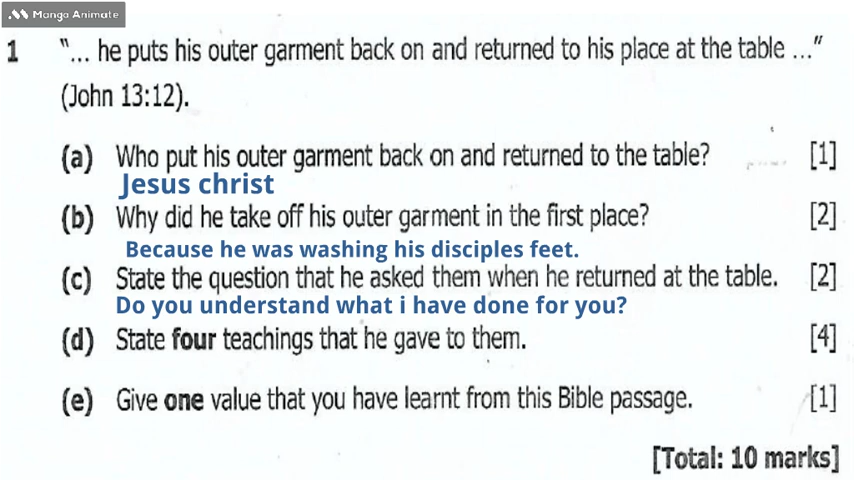 Manga Animate
1 "... he puts his outer garment back on and returned to his place at the table ..."
(John 13:12).
(a) Who put his outer garment back on and returned to the table? [1]
Jesus christ
(b) Why did he take off his outer garment in the first place? [2]
Because he was washing his disciples feet.
(c) State the question that he asked them when he returned at the table. [2]
Do you understand what i have done for you?
(d) State four teachings that he gave to them. [4]
(e) Give one value that you have learnt from this Bible passage. [1]
[Total: 10 marks]